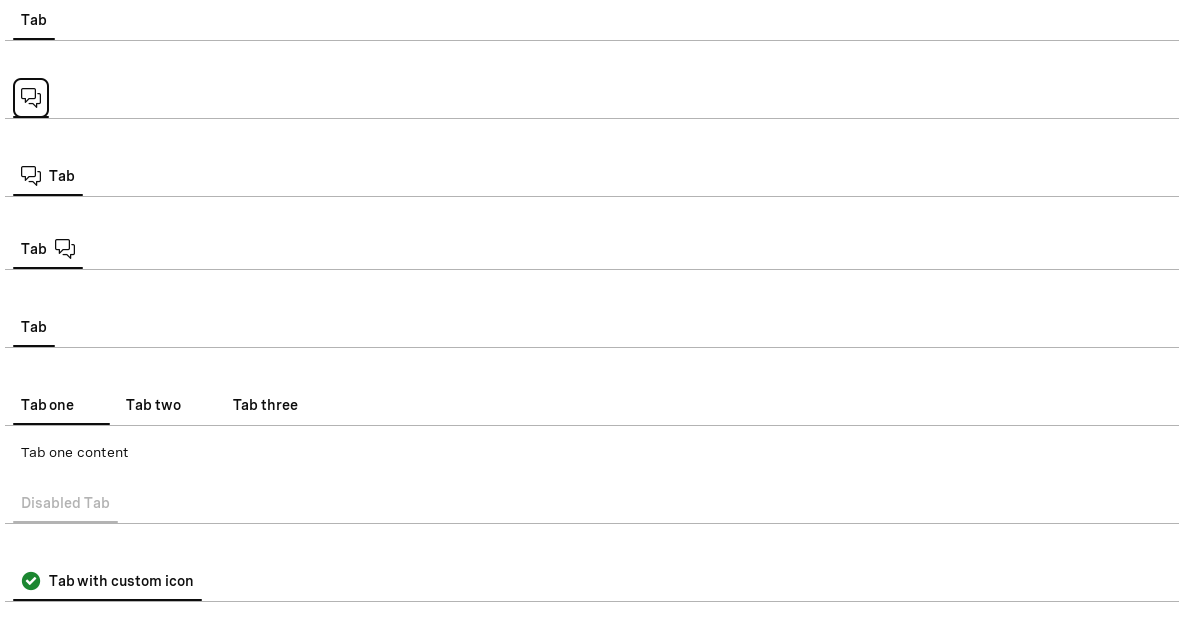 Tab
Tab
Tab
Tab
Tab one Tab two Tab three
Tab one content
Disabled Tab
Tab with custom icon